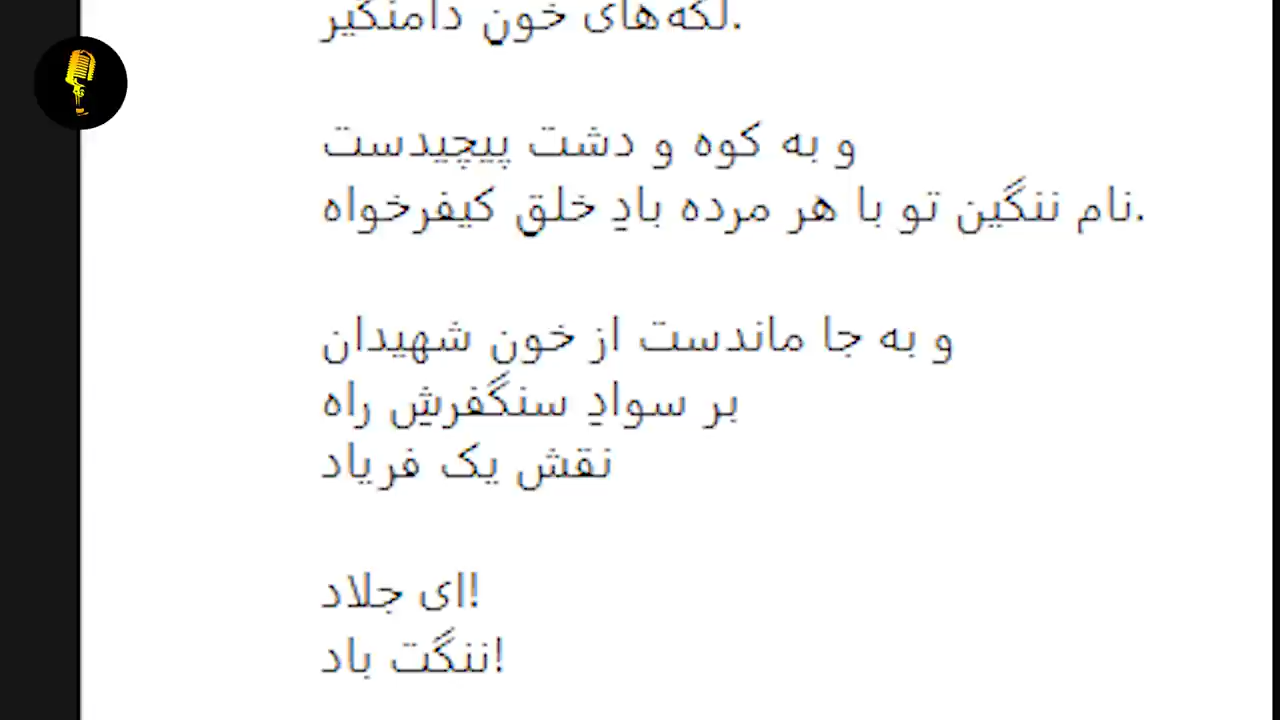 لکه‌های خونِ دامنگیر.
و به کوه و دشت پیچیدست
نام ننگین تو با هر مرده بادِ خلق کیفرخواه.
و به جا ماندست از خون شهیدان
بر سوادِ سنگفرشِ راه
نقش یک فریاد
ای جلاد!
ننگت باد!